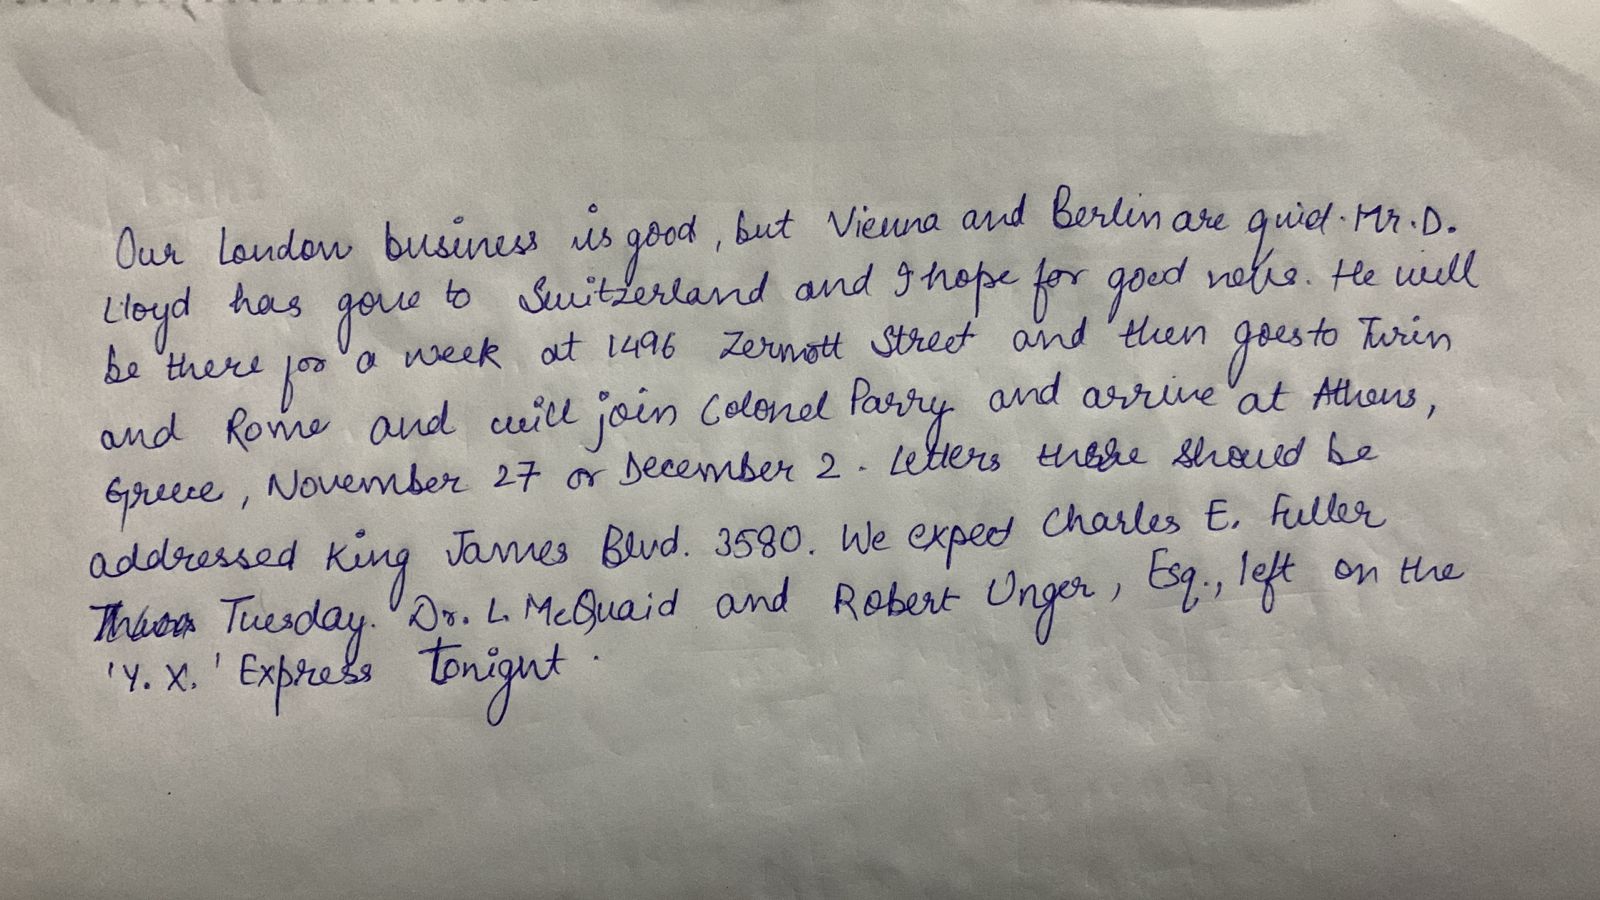 Our London business is good, but Vienna and Berlin are quiet. Mr. D.
Lloyd has gone to Switzerland and I hope for good news. He will
be there for a week at 1496 Zermott Street and then goes to Turin
and Rome and will join Colonel Parry and arrive at Athens,
Greece, November 27 or December 2. Letters there should be
addressed King James Blvd. 3580. We expect Charles E. Fuller
Tuesday. Dr. L. McQuaid and Robert Unger, Esq., left on the
'Y. X.' Express tonight.